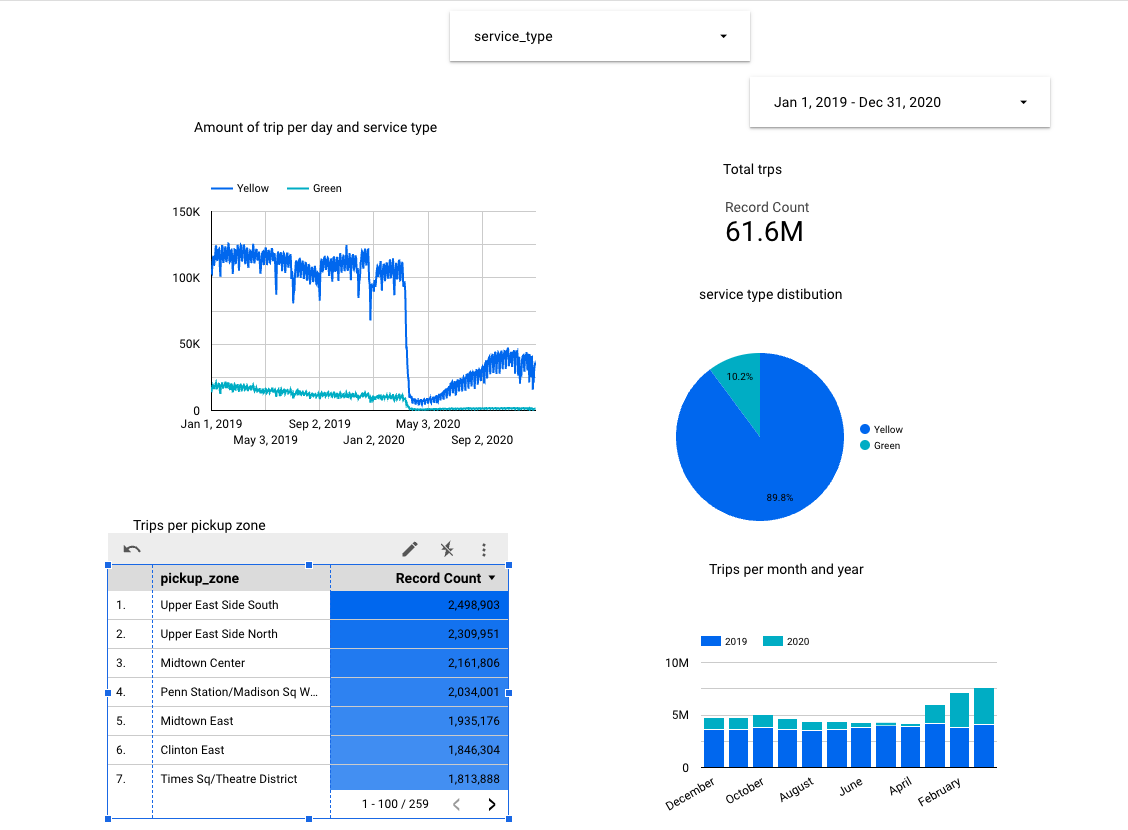 service_type
Jan 1, 2019 - Dec 31, 2020
Amount of trip per day and service type
Yellow Green
150K
100K
50K
0
Jan 1, 2019 Sep 2, 2019 May 3, 2020
May 3, 2019 Jan 2, 2020 Sep 2, 2020
Total trps
Record Count
61.6M
service type distibution
10.2%
89.8%
Yellow
Green
Trips per pickup zone
pickup_zone Record Count
1. Upper East Side South 2,498,903
2. Upper East Side North 2,309,951
3. Midtown Center 2,161,806
4. Penn Station/Madison Sq W... 2,034,001
5. Midtown East 1,935,176
6. Clinton East 1,846,304
7. Times Sq/Theatre District 1,813,888
1 - 100 / 259
Trips per month and year
2019 2020
10M
5M
0
December October August June April February